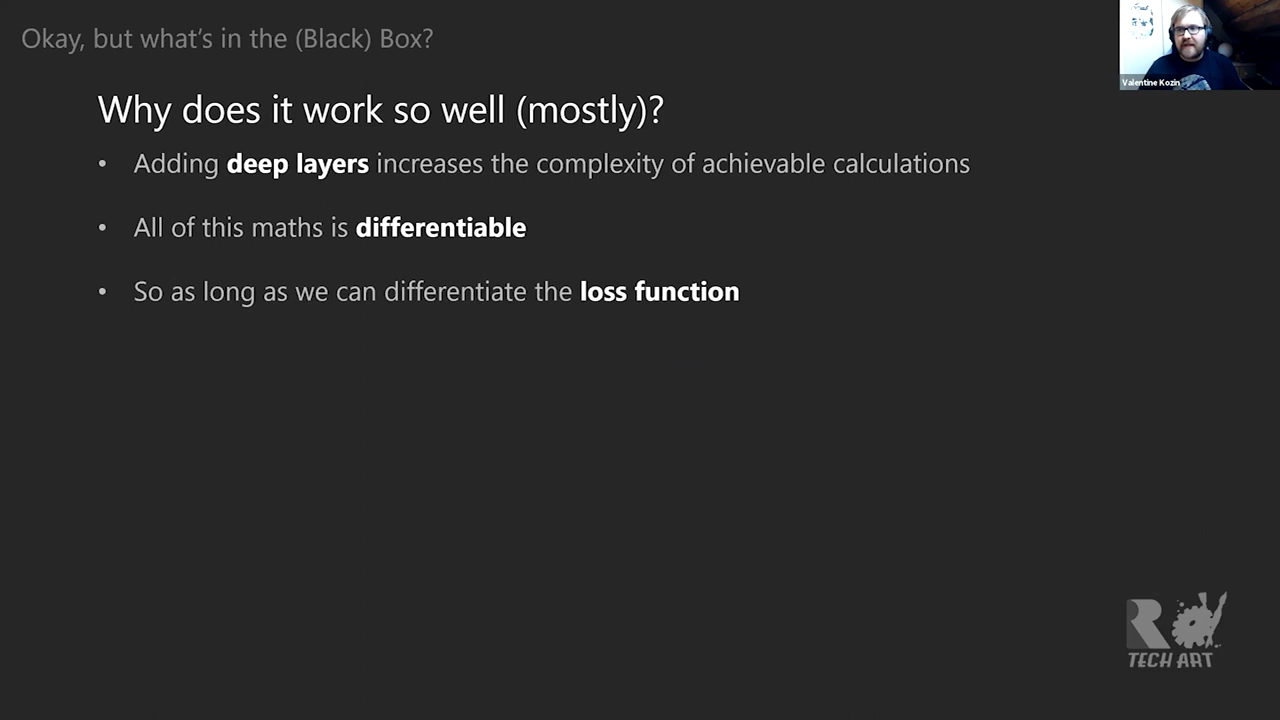 Okay, but what's in the (Black) Box?
Valentine Kozin
Why does it work so well (mostly)?
• Adding deep layers increases the complexity of achievable calculations
• All of this maths is differentiable
• So as long as we can differentiate the loss function
R
TECH ART